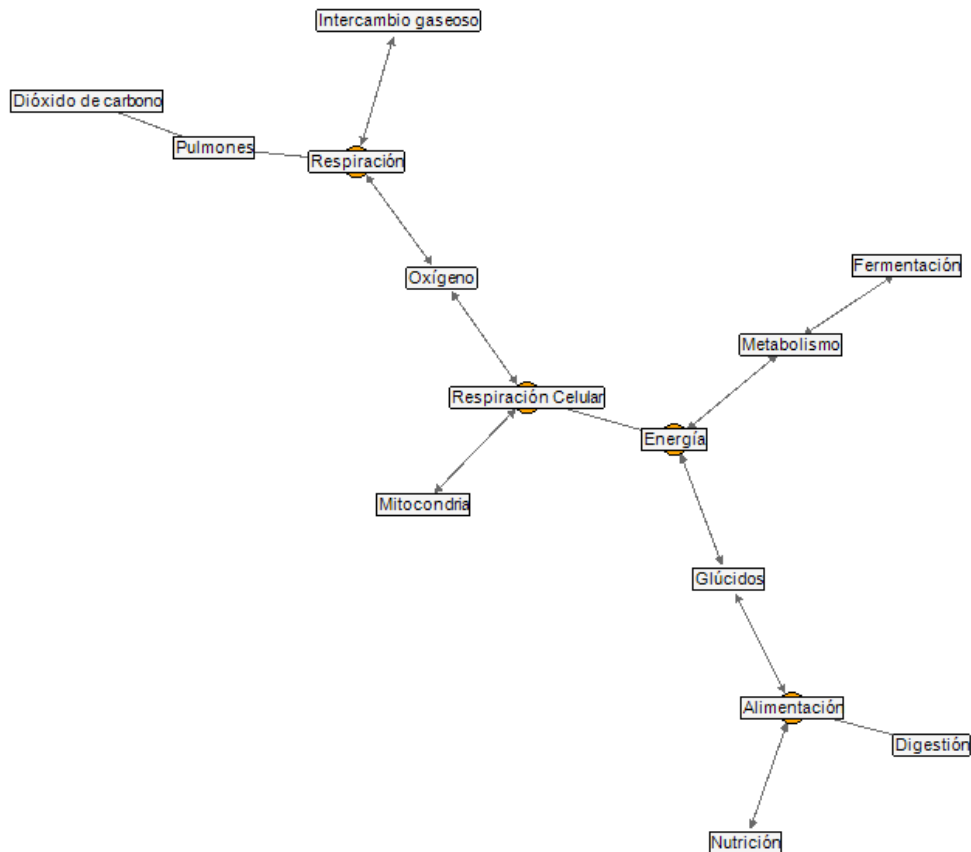 Intercambio gaseoso
Dióxido de carbono
Pulmones
Respiración
Oxígeno
Fermentación
Metabolismo
Respiración Celular
Energía
Mitocondria
Glúcidos
Alimentación
Digestión
Nutrición